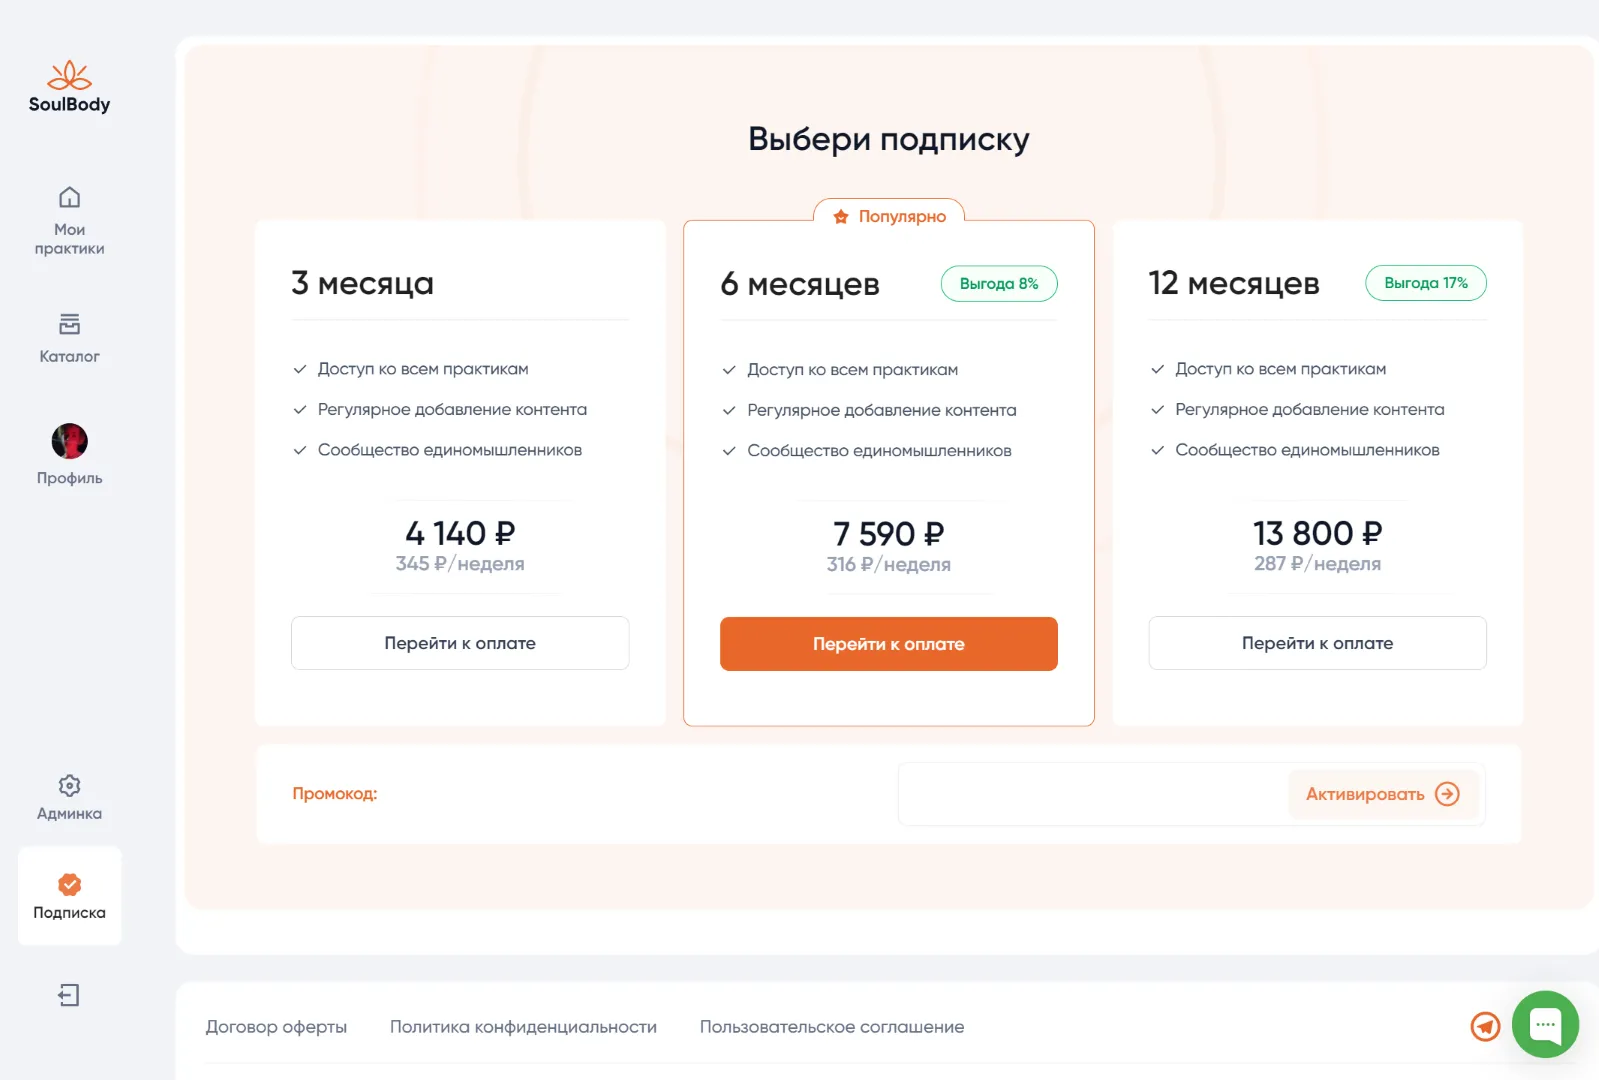 SoulBody
Мои
практики
Каталог
Профиль
Админка
Подписка
Выбери подписку
3 месяца
Доступ ко всем практикам
Регулярное добавление контента
Сообщество единомышленников
4 140 ₽
345 ₽/неделя
Перейти к оплате
Популярно
6 месяцев
Выгода 8%
Доступ ко всем практикам
Регулярное добавление контента
Сообщество единомышленников
7 590 ₽
316 ₽/неделя
Перейти к оплате
12 месяцев
Выгода 17%
Доступ ко всем практикам
Регулярное добавление контента
Сообщество единомышленников
13 800 ₽
287 ₽/неделя
Перейти к оплате
Промокод:
Активировать
Договор оферты
Политика конфиденциальности
Пользовательское соглашение